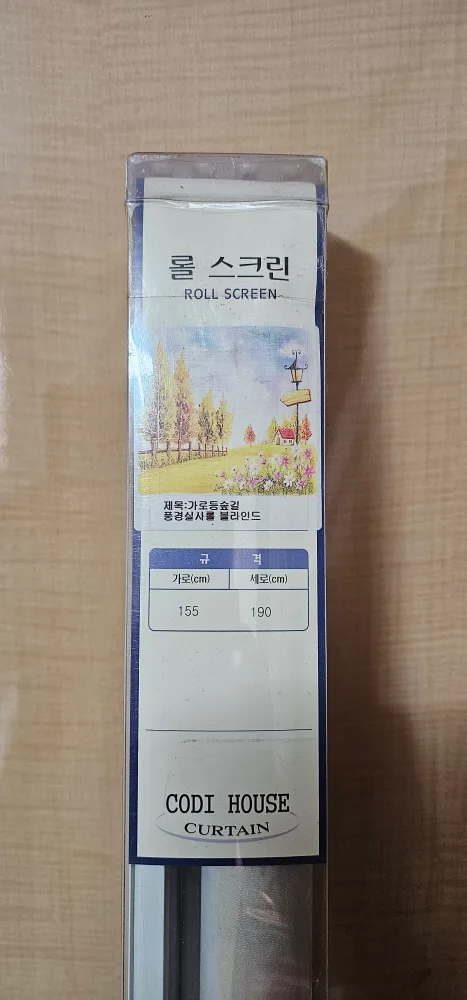 롤 스크린
ROLL SCREEN
제목:가로등숲길
풍경실사롤 블라인드
규 격
가로(cm) 세로(cm)
155 190
CODI HOUSE
CURTAIN